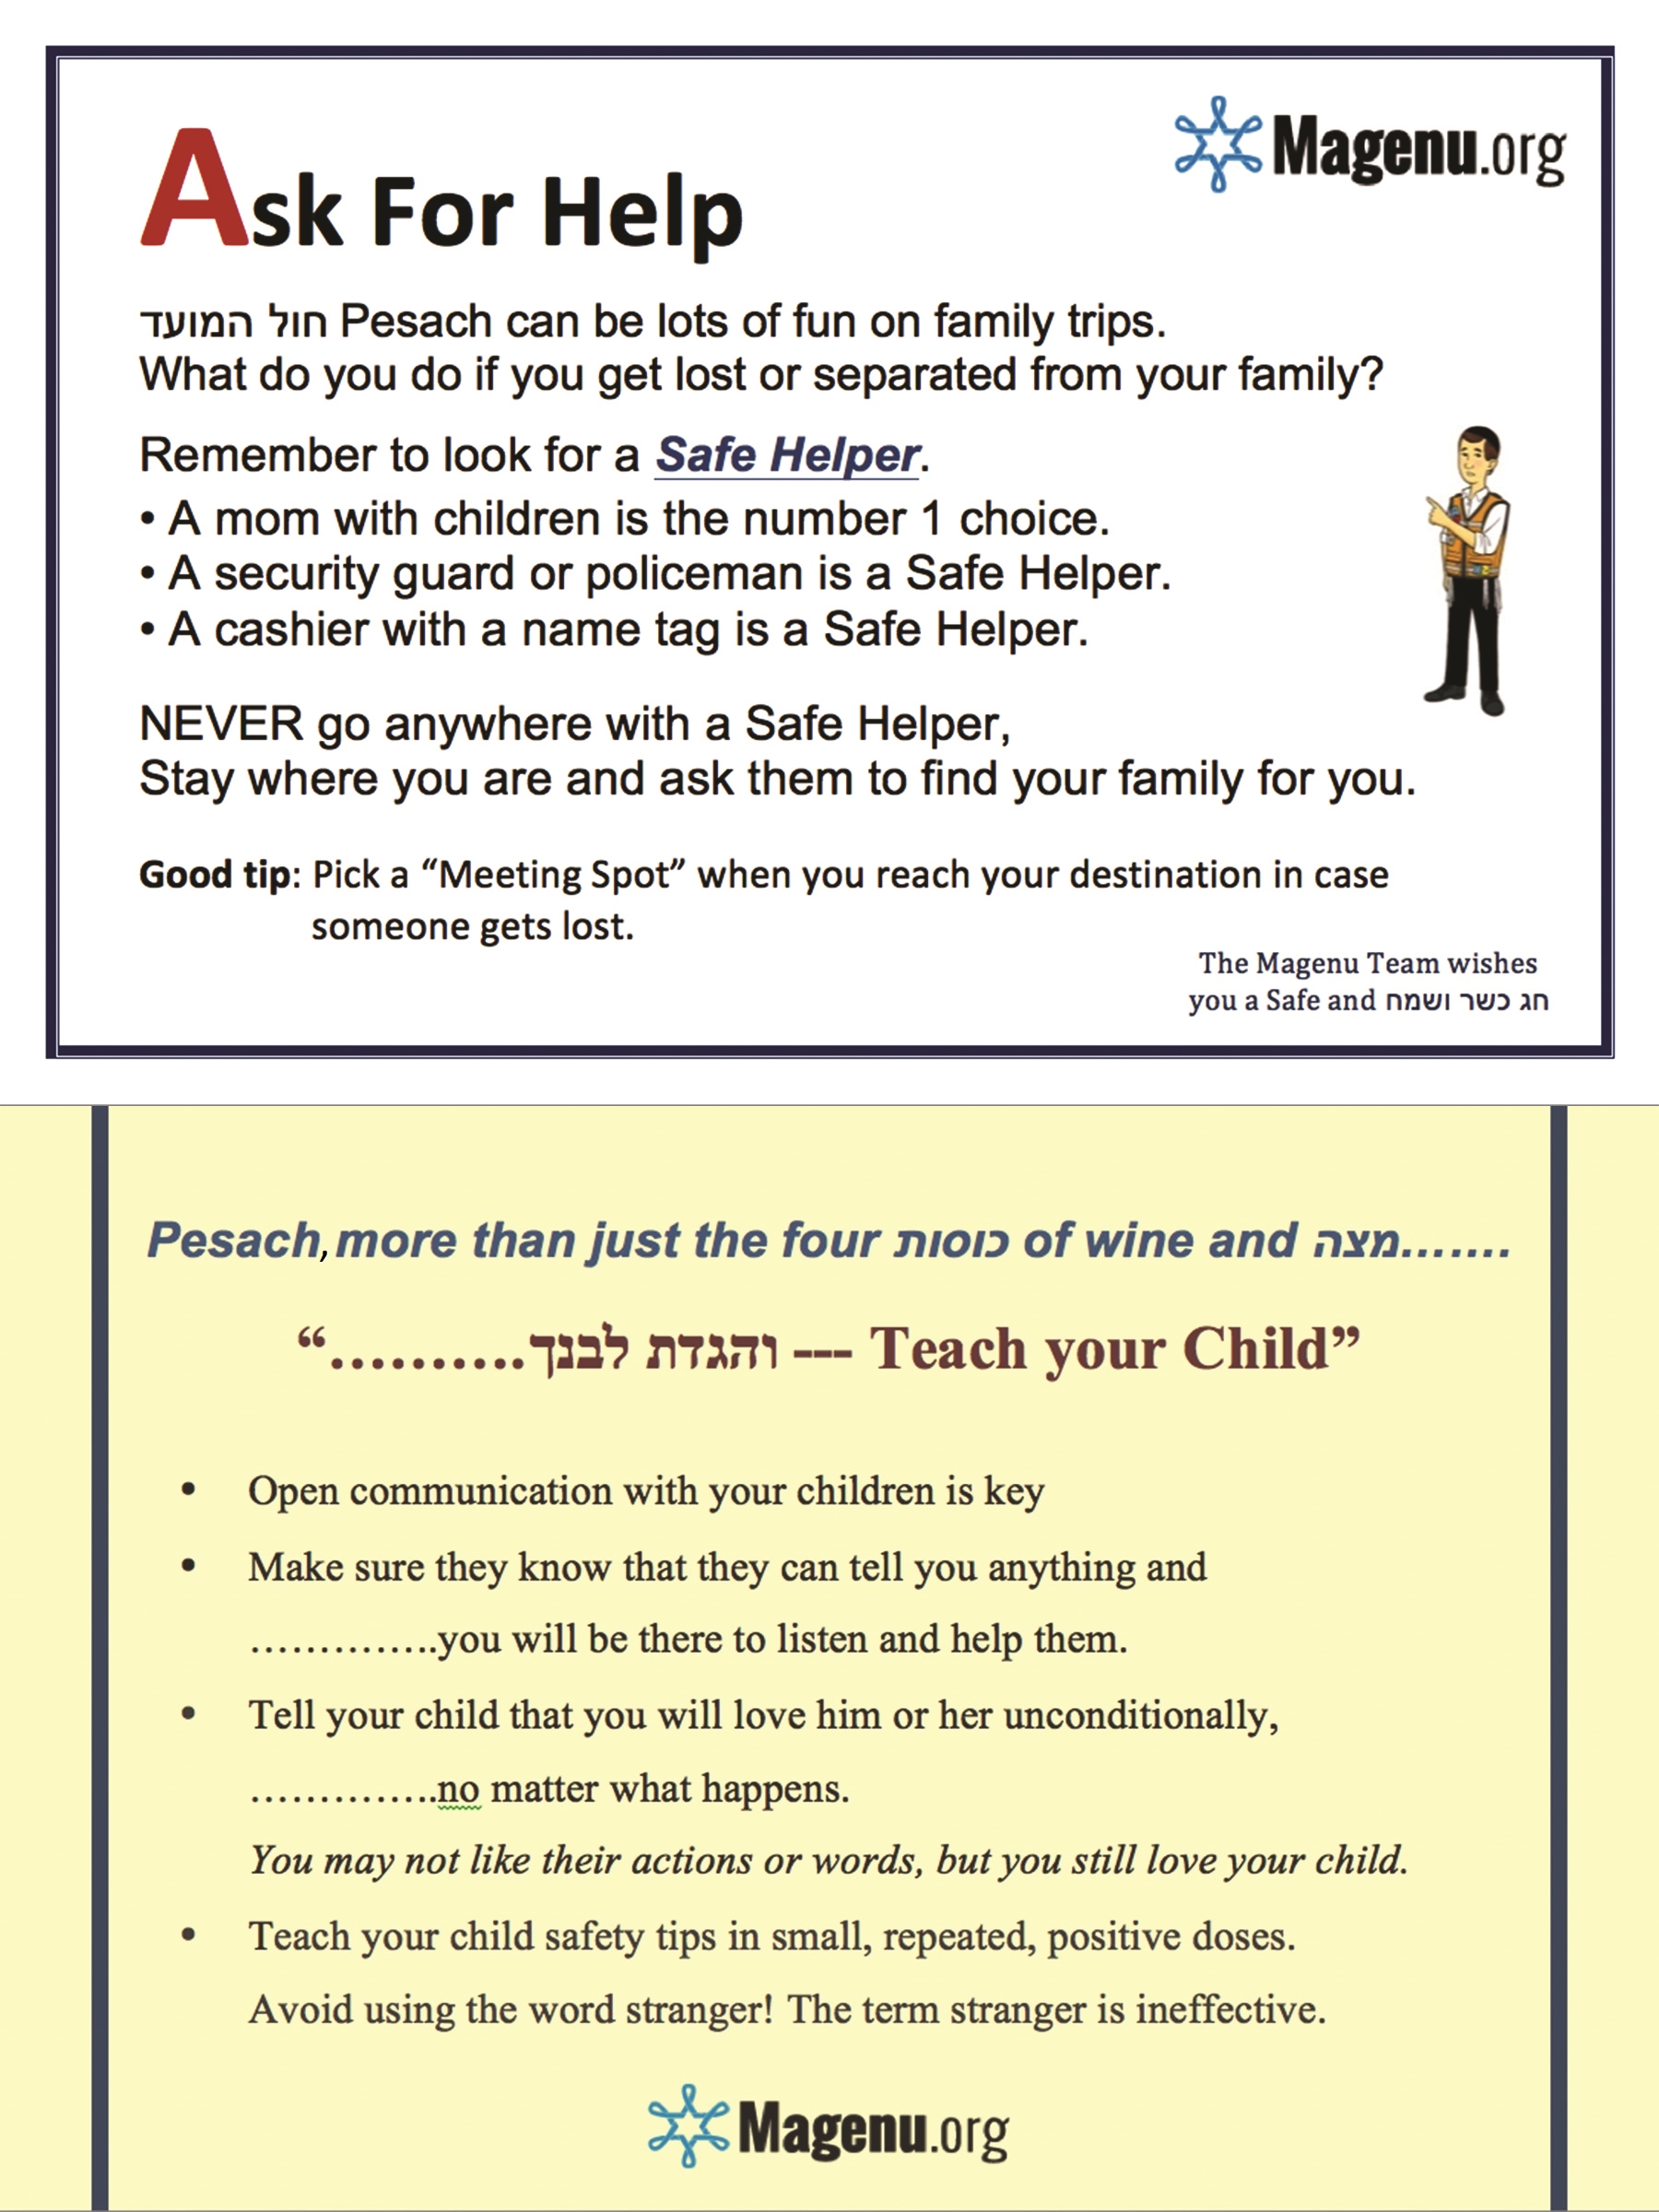 Magenu.org
Ask For Help
חול המועד Pesach can be lots of fun on family trips.
What do you do if you get lost or separated from your family?
Remember to look for a Safe Helper.
• A mom with children is the number 1 choice.
• A security guard or policeman is a Safe Helper.
• A cashier with a name tag is a Safe Helper.
NEVER go anywhere with a Safe Helper,
Stay where you are and ask them to find your family for you.
Good tip: Pick a “Meeting Spot” when you reach your destination in case
someone gets lost.
The Magenu Team wishes
you a Safe and חג כשר ושמח
Pesach, more than just the four כוסות of wine and מצה.......
“..........והגדת לבנך --- Teach your Child”
• Open communication with your children is key
• Make sure they know that they can tell you anything and
…………..you will be there to listen and help them.
• Tell your child that you will love him or her unconditionally,
…………..no matter what happens.
You may not like their actions or words, but you still love your child.
• Teach your child safety tips in small, repeated, positive doses.
Avoid using the word stranger! The term stranger is ineffective.
Magenu.org